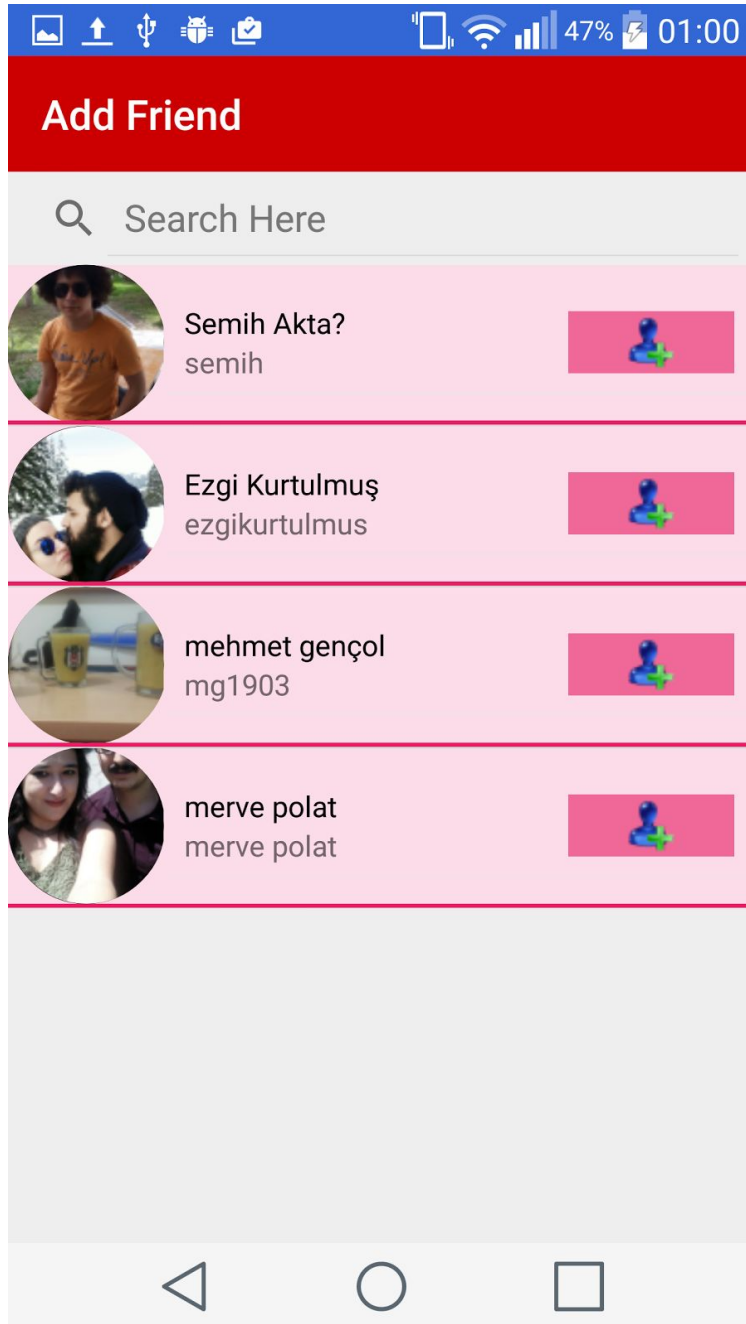 47% 01:00
Add Friend
Search Here
Semih Akta?
semih
Ezgi Kurtulmuş
ezgikurtulmus
mehmet gençol
mg1903
merve polat
merve polat